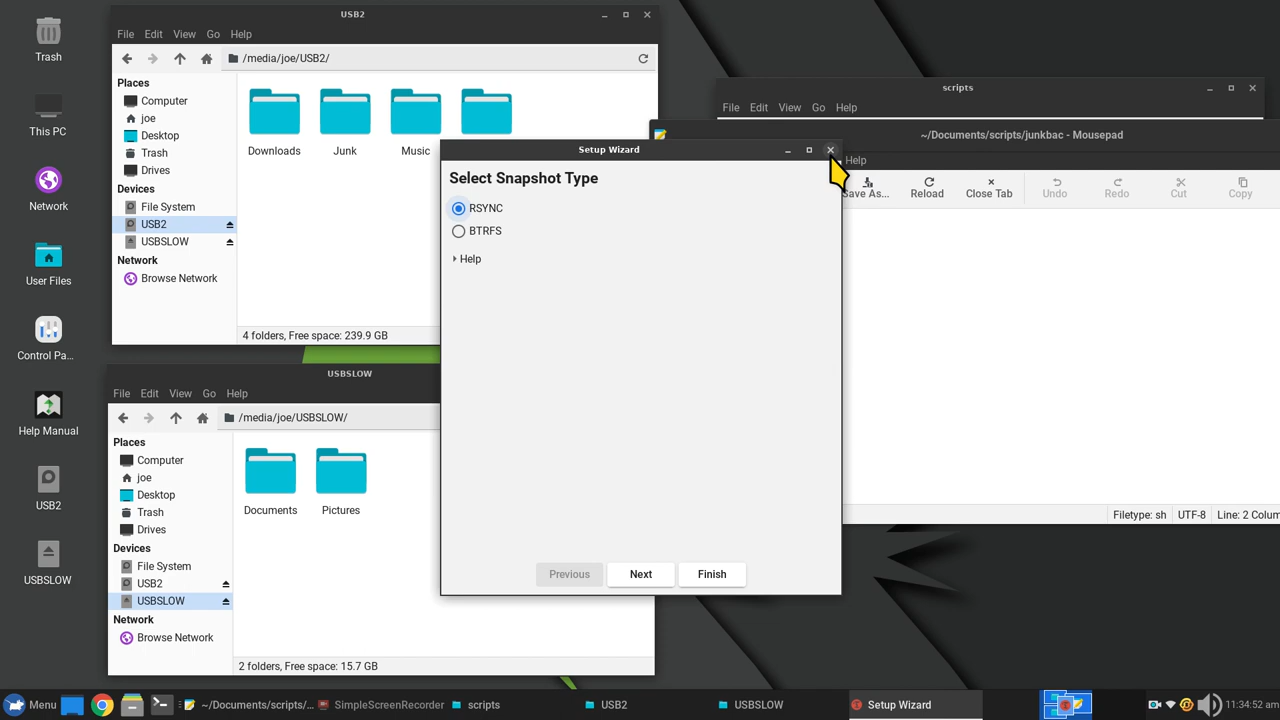 Trash
This PC
Network
User Files
Control Pa...
Help Manual
USB2
USBSLOW
USB2
File Edit View Go Help
/media/joe/USB2/
Places
Computer
joe
Desktop
Trash
Drives
Devices
File System
USB2
USBSLOW
Network
Browse Network
Downloads
Junk
Music
4 folders, Free space: 239.9 GB
USBSLOW
File Edit View Go Help
/media/joe/USBSLOW/
Places
Computer
joe
Desktop
Trash
Drives
Devices
File System
USB2
USBSLOW
Network
Browse Network
Documents
Pictures
2 folders, Free space: 15.7 GB
Setup Wizard
Select Snapshot Type
RSYNC
BTRFS
Help
Previous Next Finish
scripts
File Edit View Go Help
~/Documents/scripts/junkbac - Mousepad
Help
Save As... Reload Close Tab Undo Redo Cut Copy
Filetype: sh UTF-8 Line: 2 Colum
Menu ~/Documents/scripts/... SimpleScreenRecorder scripts USB2 USBSLOW Setup Wizard 11:34:52 am